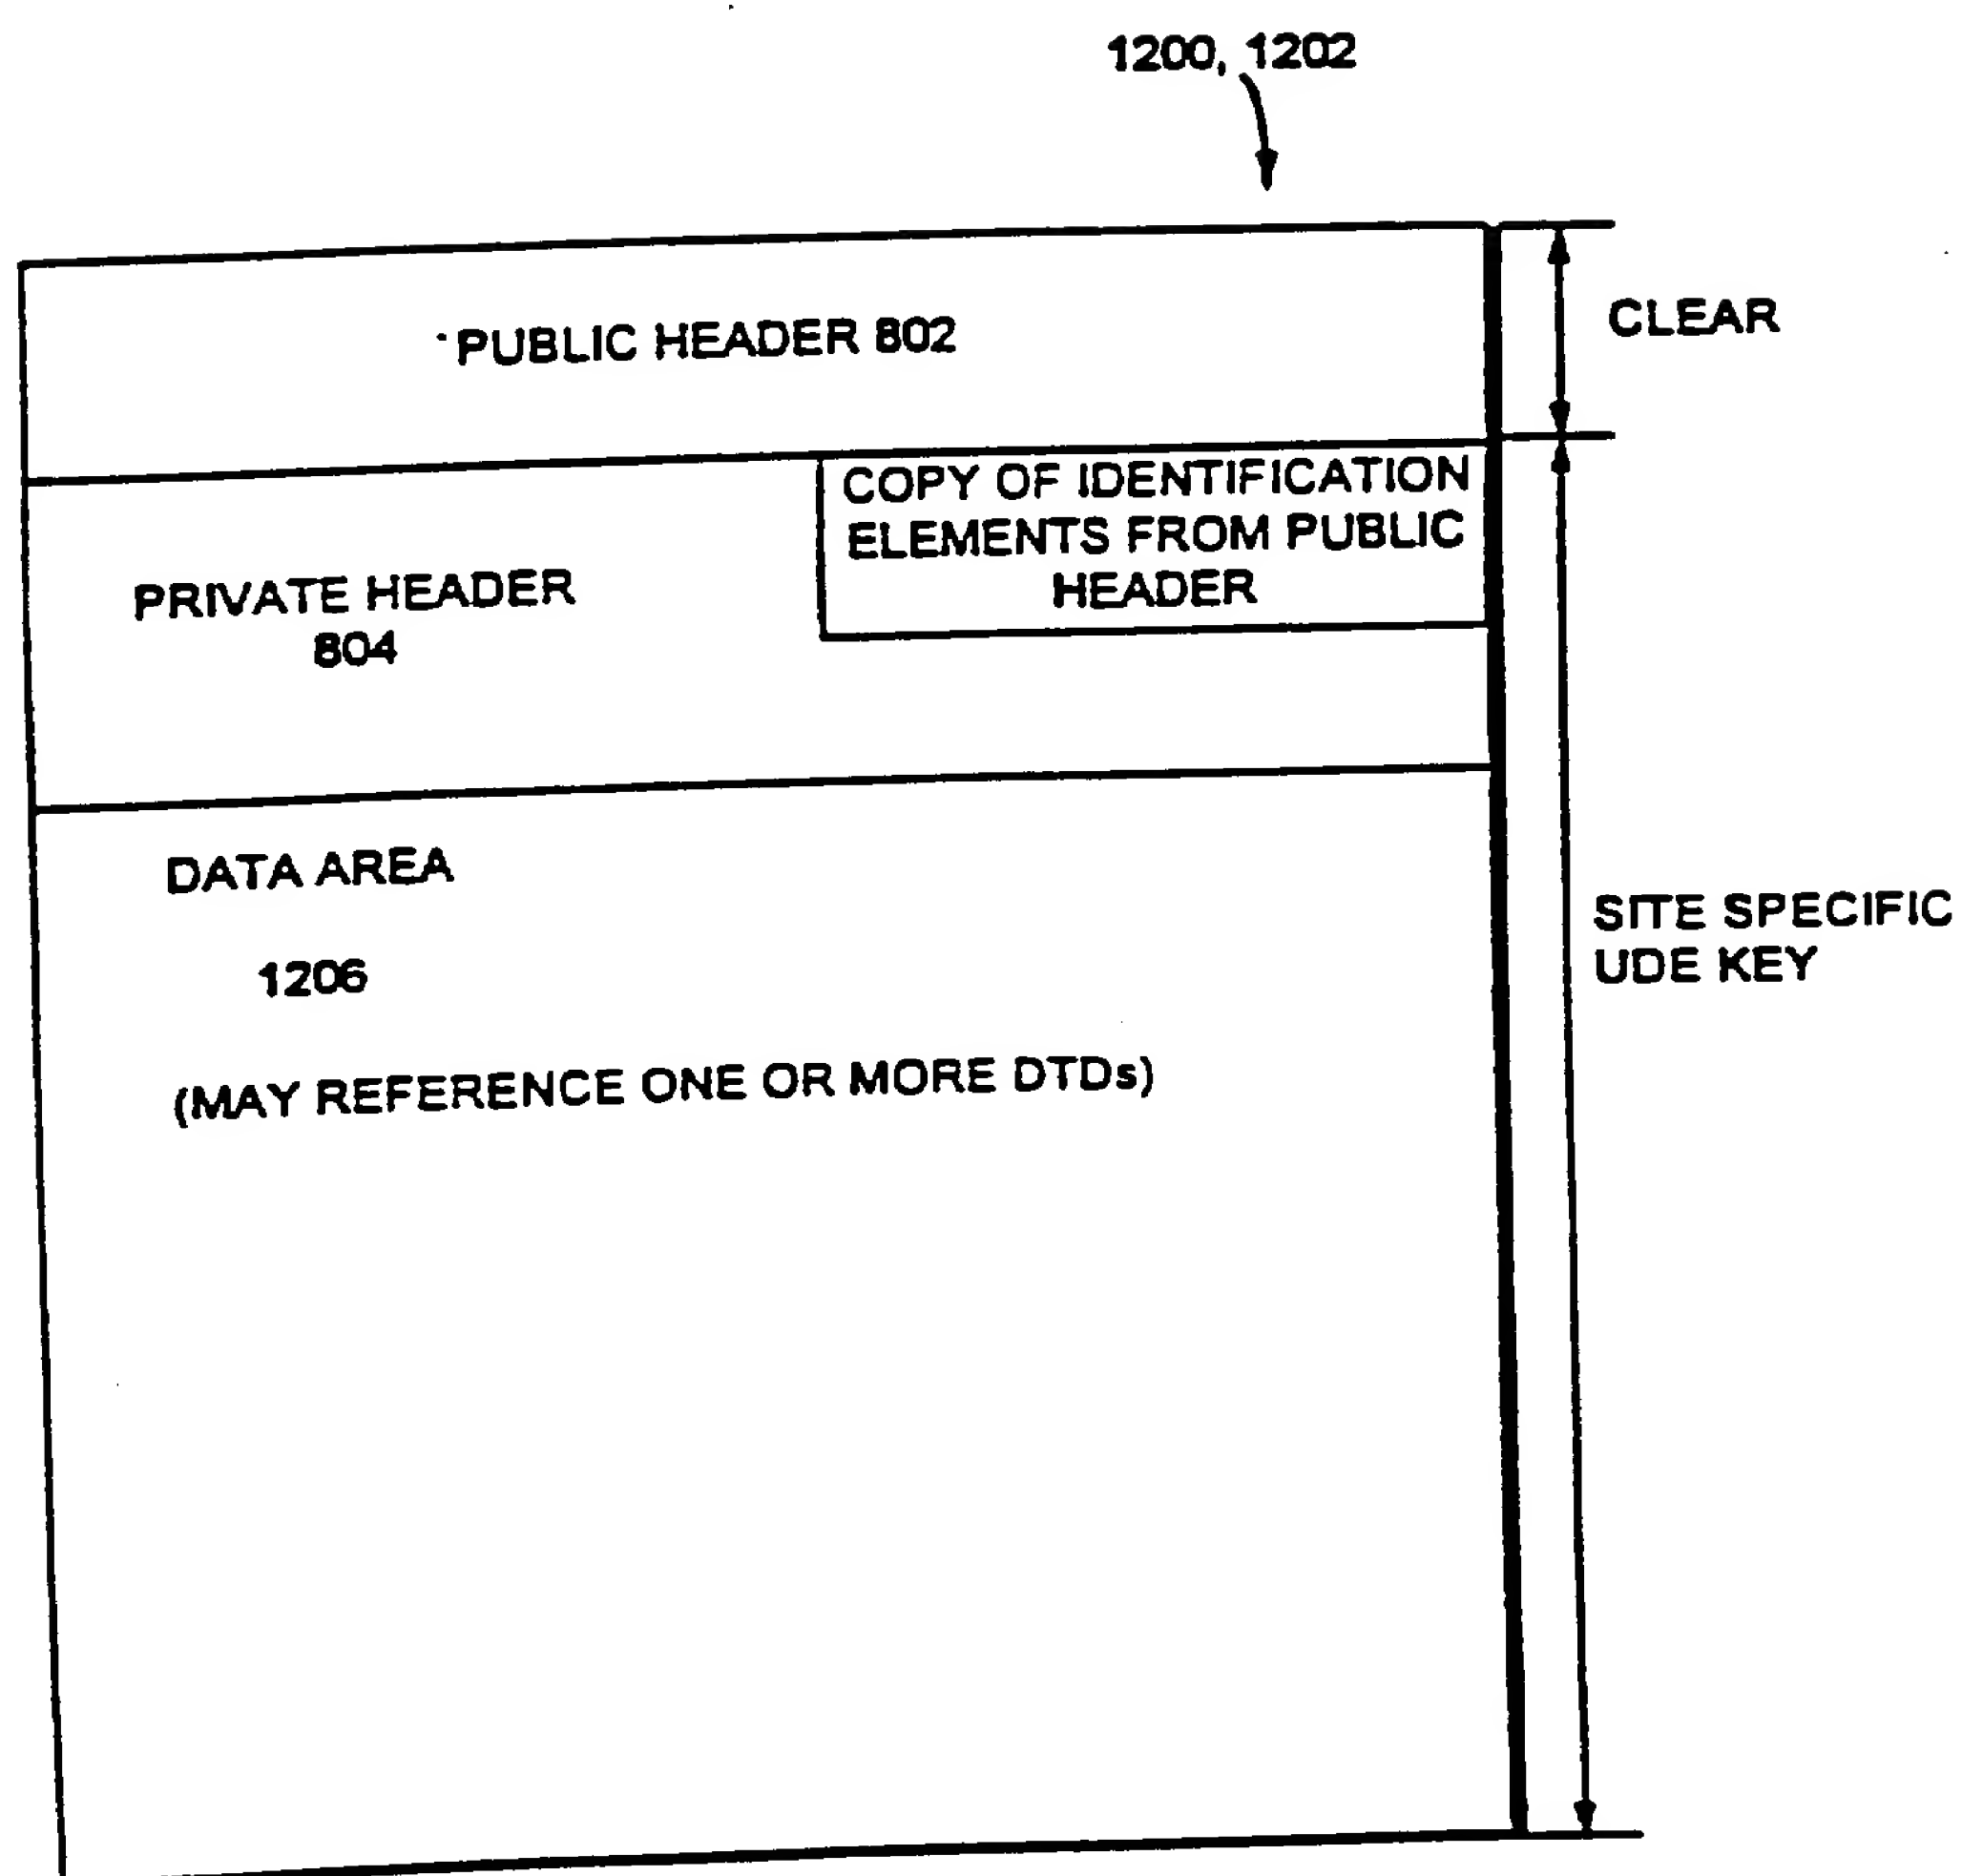 1200, 1202
PUBLIC HEADER 802
CLEAR
COPY OF IDENTIFICATION
ELEMENTS FROM PUBLIC
HEADER
PRIVATE HEADER
804
DATA AREA
1206
(MAY REFERENCE ONE OR MORE DTDs)
SITE SPECIFIC
UDE KEY